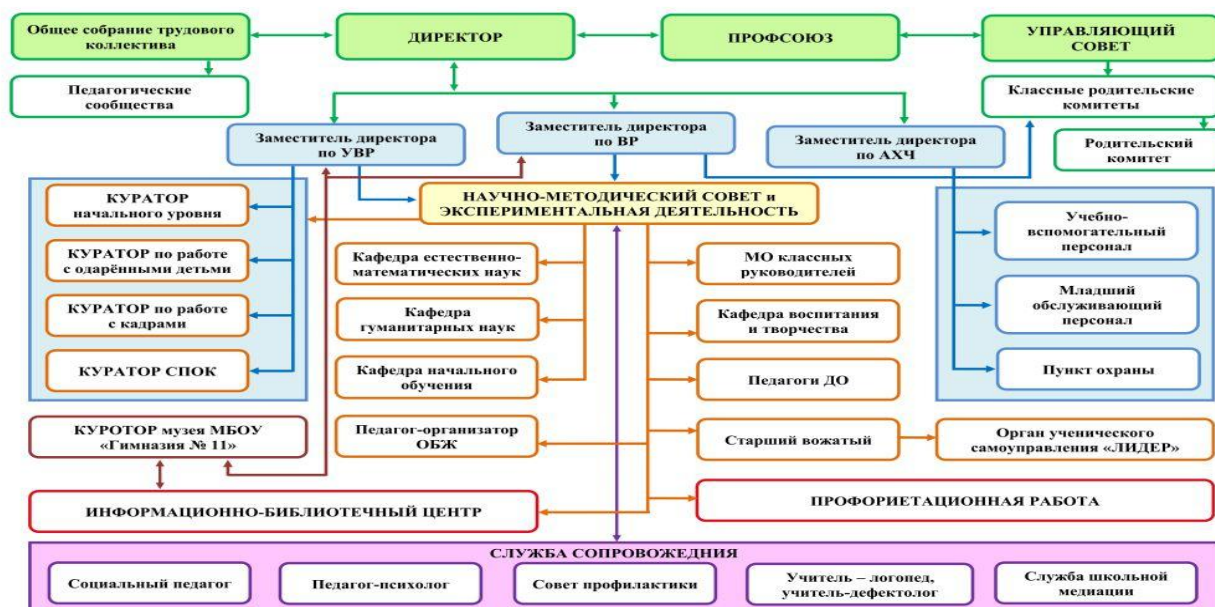 Общее собрание трудового
коллектива
ДИРЕКТОР
ПРОФСОЮЗ
УПРАВЛЯЮЩИЙ
СОВЕТ
Педагогические
сообщества
Классные родительские
комитеты
Заместитель директора
по УВР
Заместитель директора
по ВР
Заместитель директора
по АХЧ
Родительский
комитет
КУРАТОР
начального уровня
КУРАТОР по работе
с одарёнными детьми
КУРАТОР по работе
с кадрами
КУРАТОР СПОК
НАУЧНО-МЕТОДИЧЕСКИЙ СОВЕТ и
ЭКСПЕРИМЕНТАЛЬНАЯ ДЕЯТЕЛЬНОСТЬ
Кафедра естественно-
математических наук
Кафедра
гуманитарных наук
Кафедра начального
обучения
Педагог-организатор
ОБЖ
МО классных
руководителей
Кафедра воспитания
и творчества
Педагоги ДО
Старший вожатый
Учебно-
вспомогательный
персонал
Младший
обслуживающий
персонал
Пункт охраны
Орган ученического
самоуправления «ЛИДЕР»
КУРОТОР музея МБОУ
«Гимназия № 11»
ИНФОРМАЦИОННО-БИБЛИОТЕЧНЫЙ ЦЕНТР
ПРОФОРИЕТАЦИОННАЯ РАБОТА
СЛУЖБА СОПРОВОЖЕДНИЯ
Социальный педагог
Педагог-психолог
Совет профилактики
Учитель – логопед,
учитель-дефектолог
Служба школьной
медиации